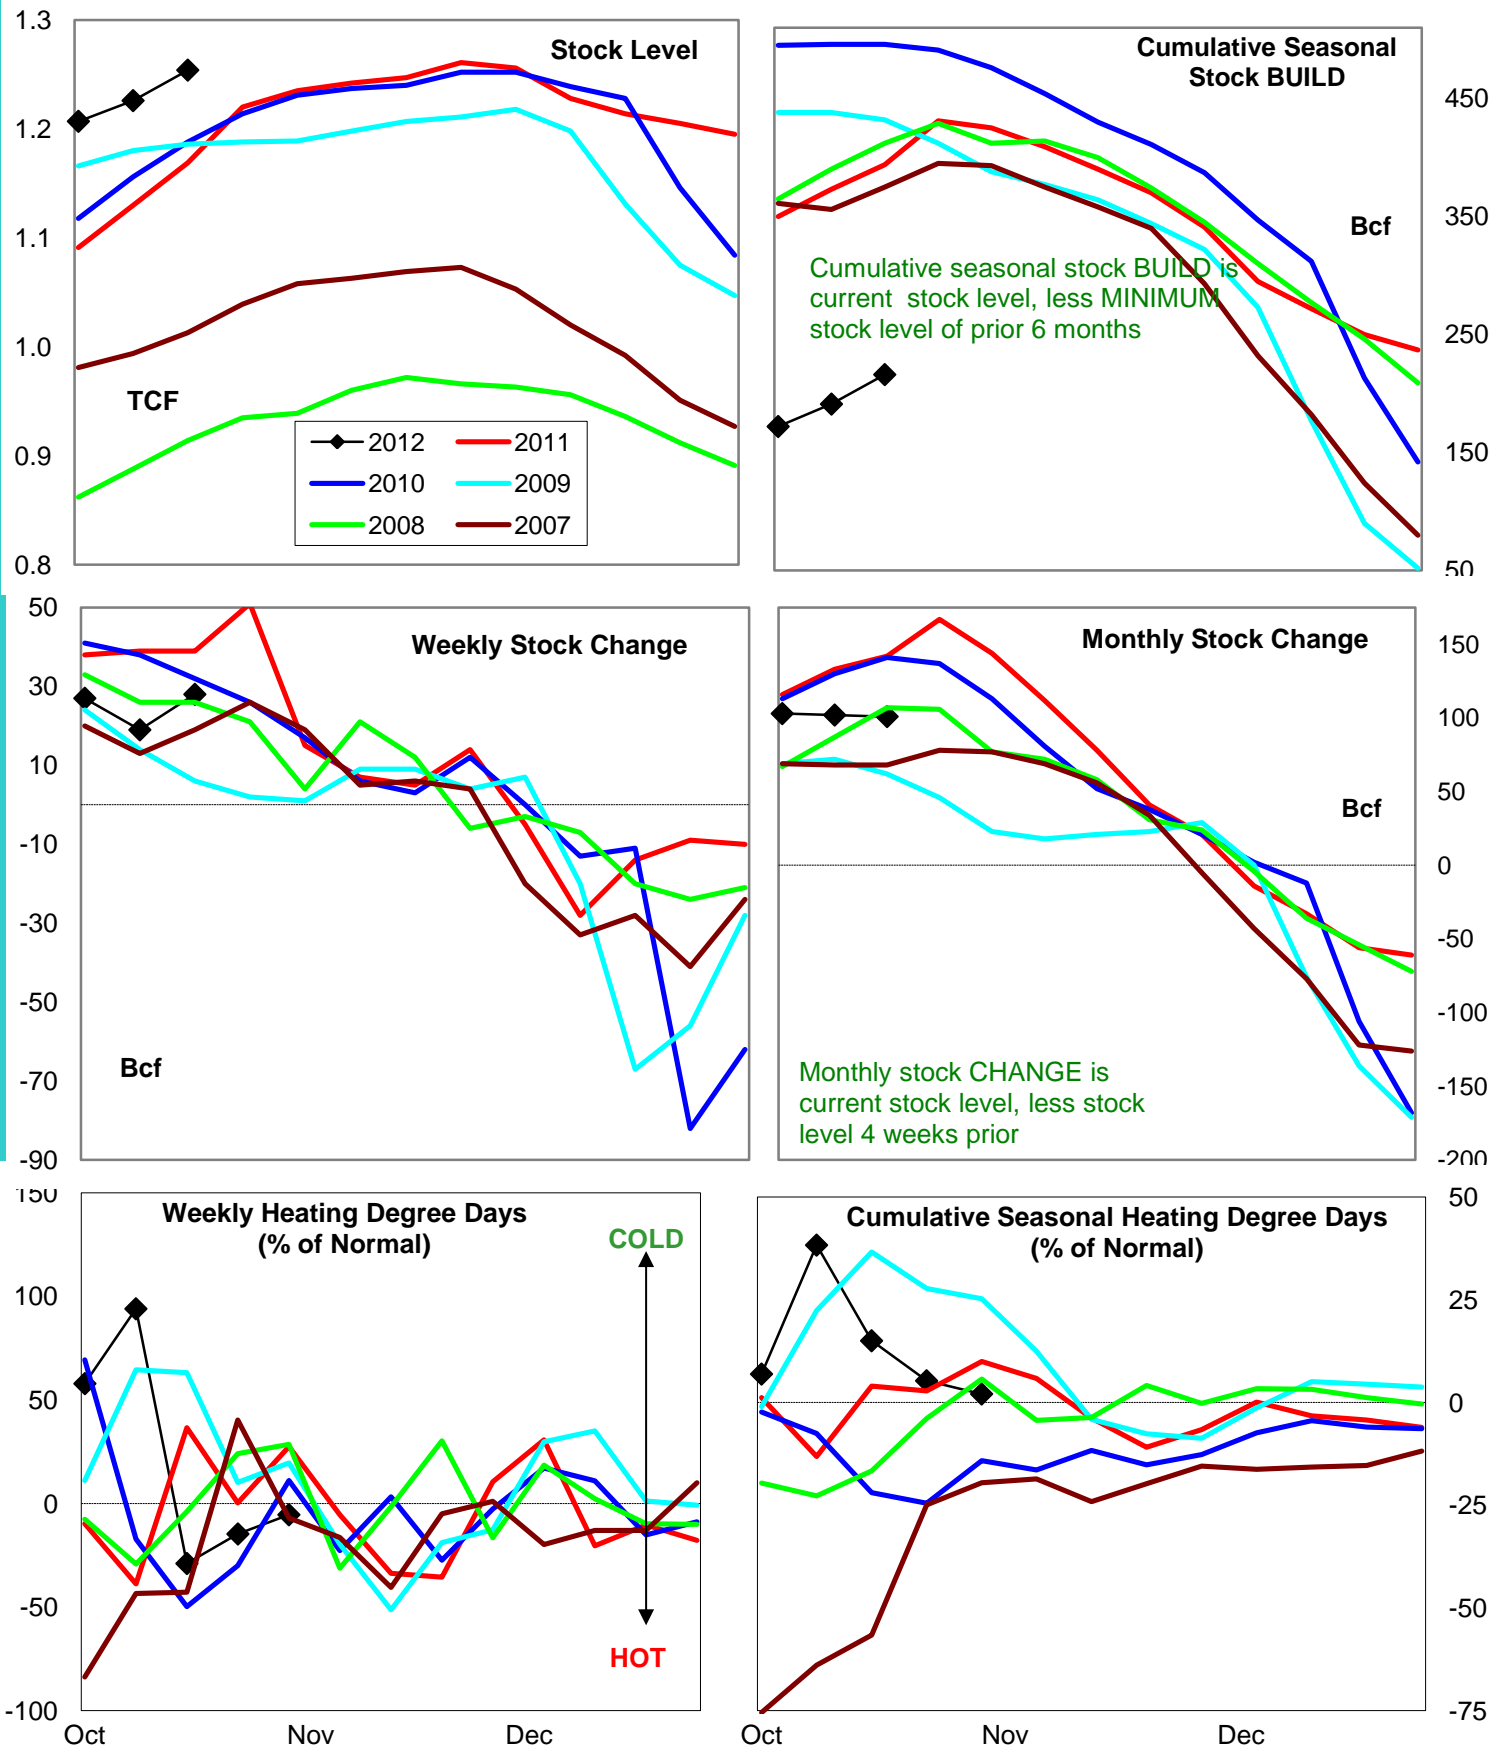 Stock Level
1.3
1.2
1.1
1.0
0.9
0.8
TCF
2012
2011
2010
2009
2008
2007
Cumulative Seasonal
Stock BUILD
450
350
250
150
50
Bcf
Cumulative seasonal stock BUILD is
current stock level, less MINIMUM
stock level of prior 6 months
Weekly Stock Change
50
30
10
-10
-30
-50
-70
-90
Bcf
Monthly Stock Change
150
100
50
0
-50
-100
-150
-200
Bcf
Monthly stock CHANGE is
current stock level, less stock
level 4 weeks prior
Weekly Heating Degree Days
(% of Normal)
150
100
50
0
-50
-100
COLD
HOT
Oct
Nov
Dec
Cumulative Seasonal Heating Degree Days
(% of Normal)
50
25
0
-25
-50
-75
Oct
Nov
Dec